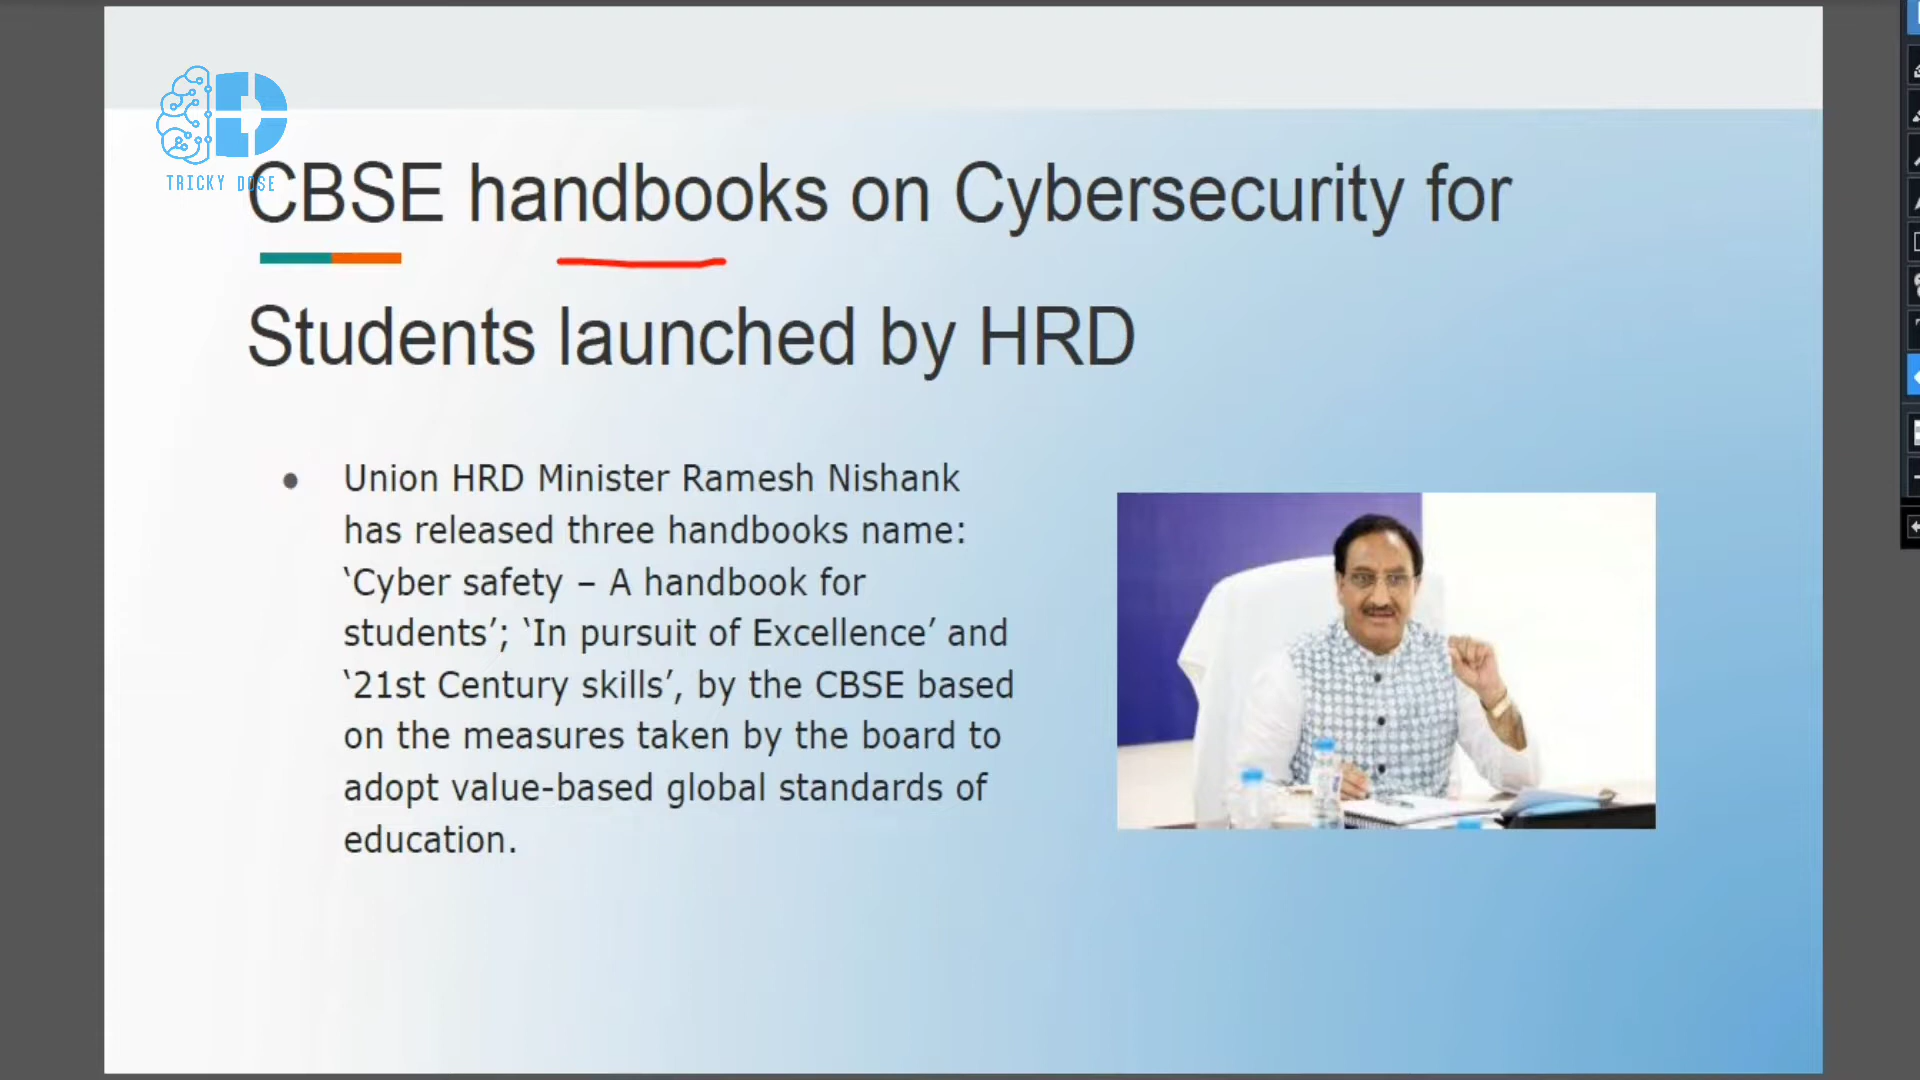 TRICKY DOSE
CBSE handbooks on Cybersecurity for
Students launched by HRD
Union HRD Minister Ramesh Nishank
has released three handbooks name:
‘Cyber safety – A handbook for
students’; ‘In pursuit of Excellence’ and
‘21st Century skills’, by the CBSE based
on the measures taken by the board to
adopt value-based global standards of
education.